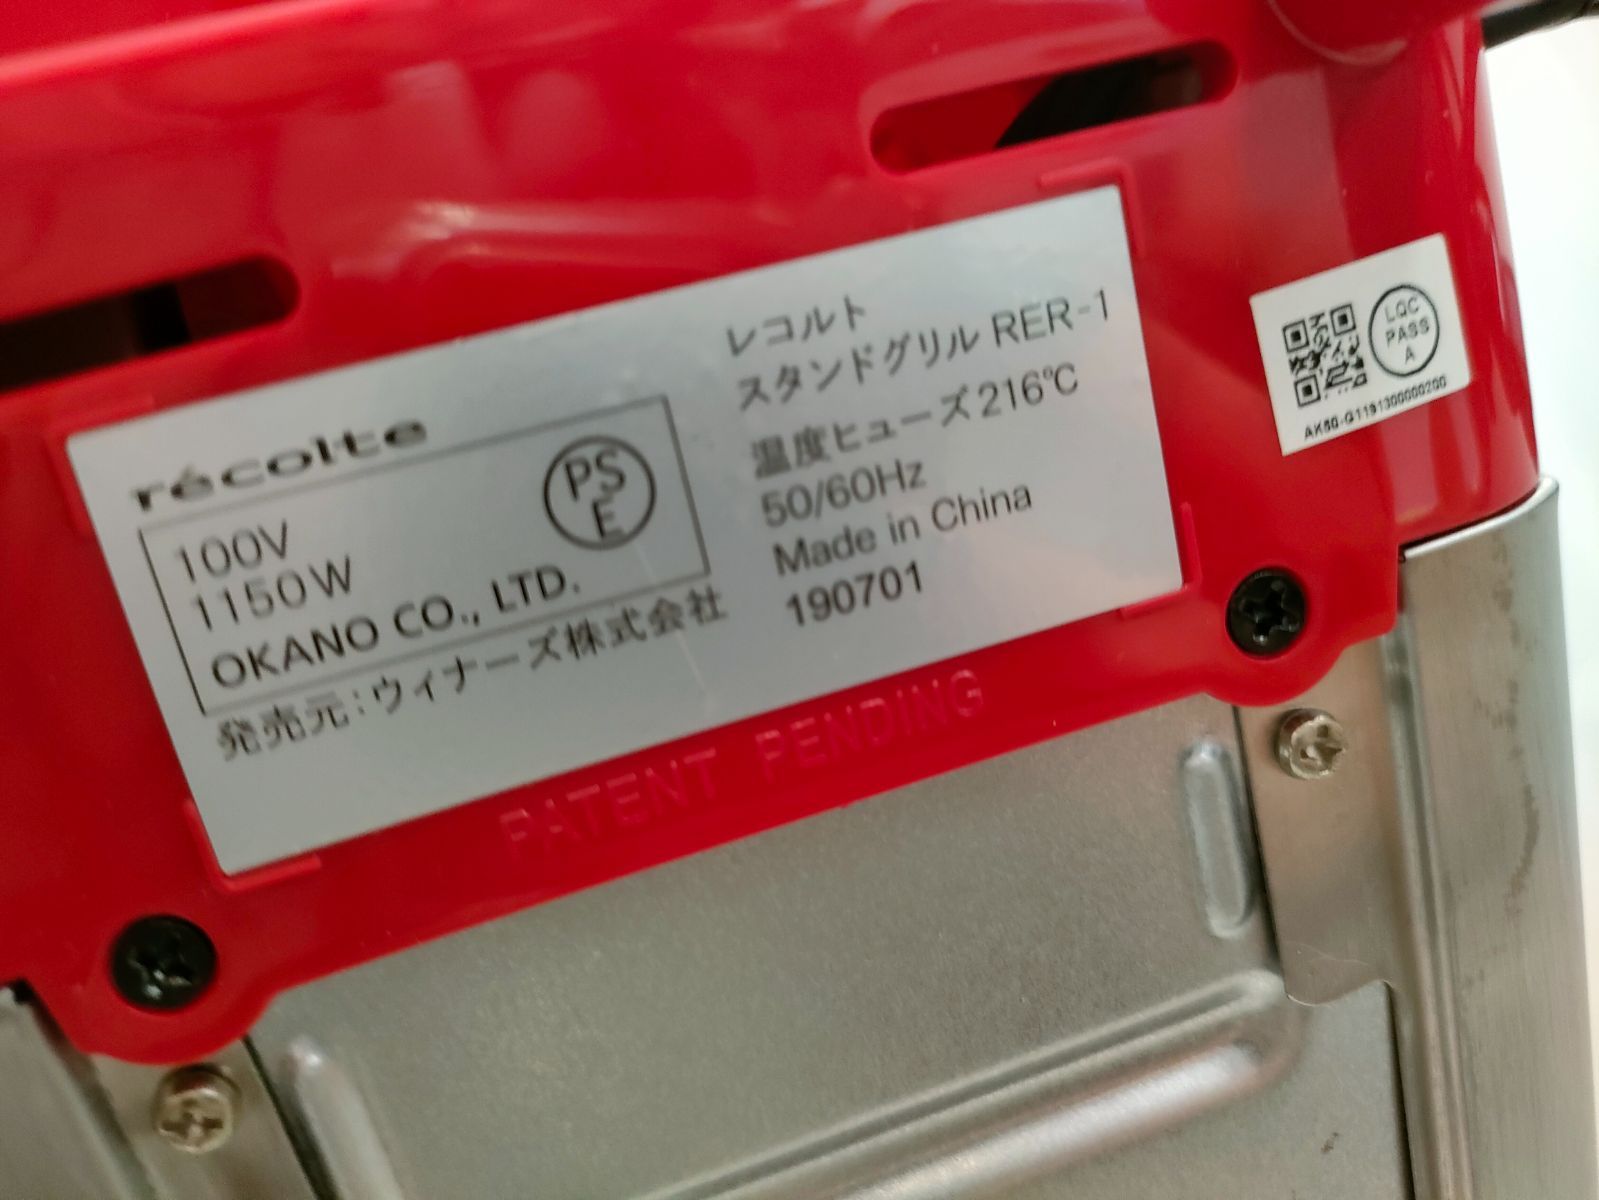 récolte
100V
1150W
OKANO CO., LTD.
PS
E
発売元:ウィナーズ株式会社
レコルト
スタンドグリル RER-1
温度ヒューズ216℃
50/60Hz
Made in China
190701
PATENT PENDING
LQC
PASS
A